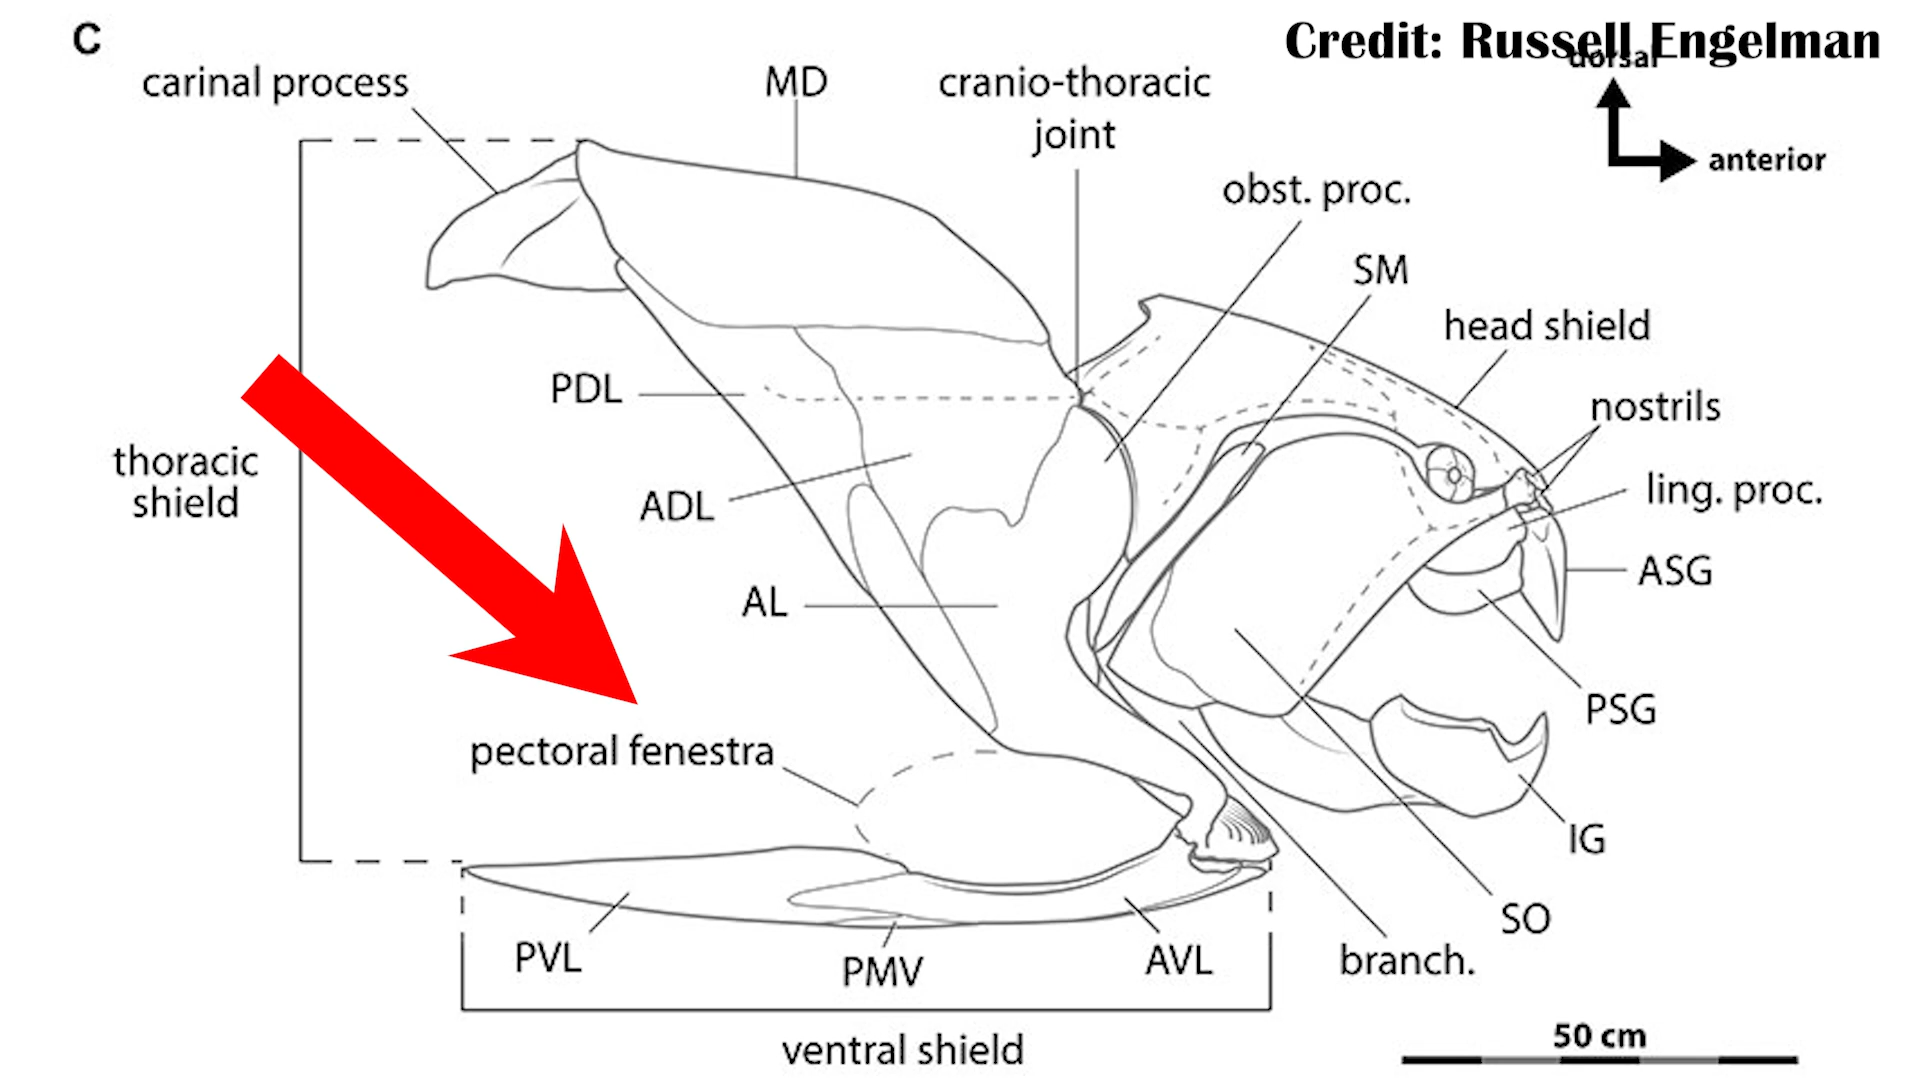 C
Credit: Russell Engelman
dorsal
anterior
carinal process
MD
cranio-thoracic
joint
obst. proc.
SM
head shield
nostrils
ling. proc.
PDL
thoracic
shield
ADL
ASG
AL
PSG
pectoral fenestra
IG
SO
PVL
PMV
AVL
branch.
ventral shield
50 cm